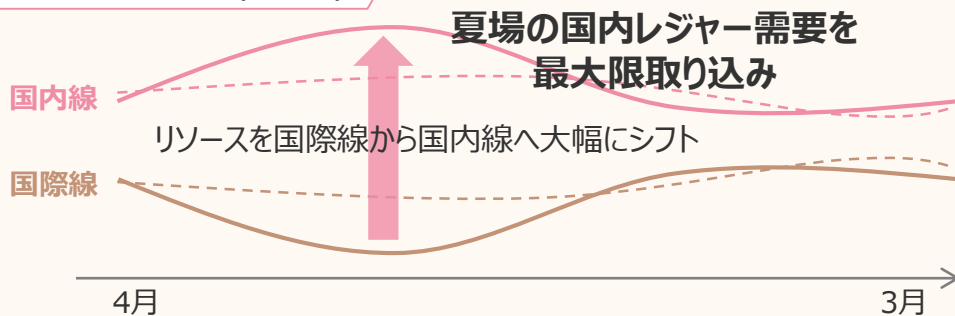 夏場の国内レジャー需要を
最大限取り込み
国内線
リソースを国際線から国内線へ大幅にシフト
国際線
4月
3月